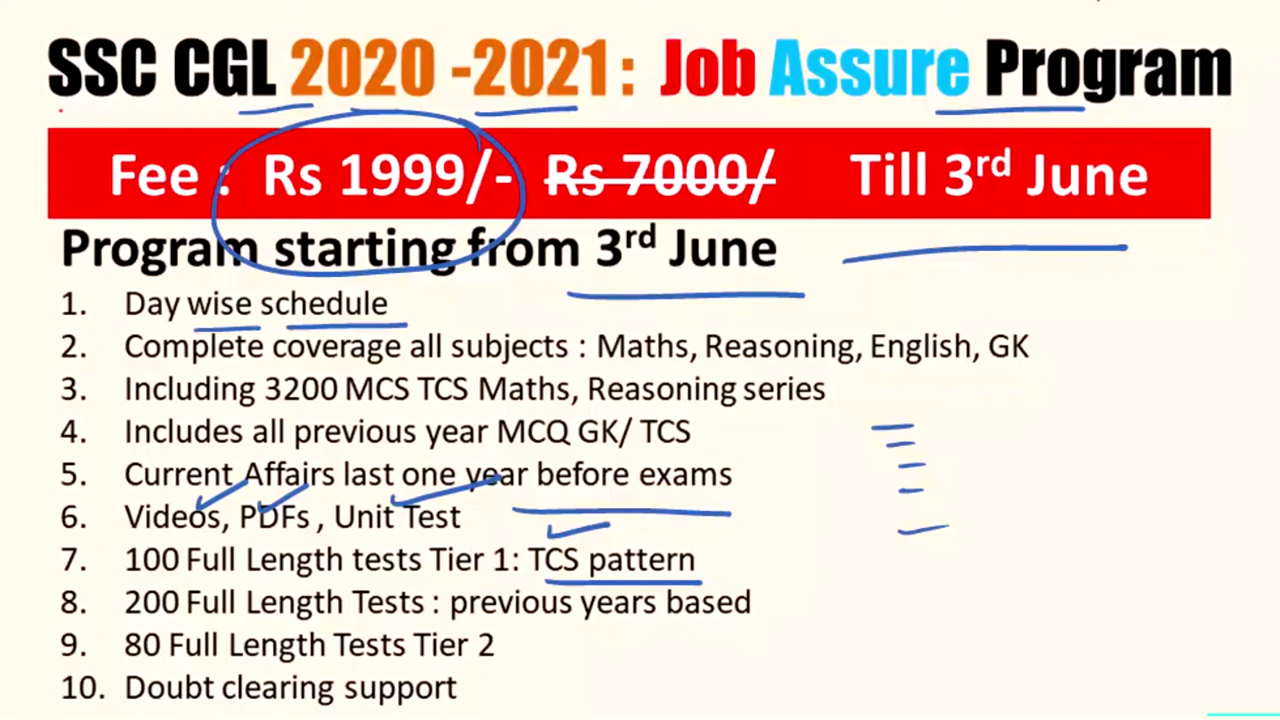 SSC CGL 2020 -2021 : Job Assure Program
Fee : Rs 1999/- Rs 7000/ Till 3rd June
Program starting from 3rd June
1. Day wise schedule
2. Complete coverage all subjects : Maths, Reasoning, English, GK
3. Including 3200 MCS TCS Maths, Reasoning series
4. Includes all previous year MCQ GK/ TCS
5. Current Affairs last one year before exams
6. Videos, PDFs , Unit Test
7. 100 Full Length tests Tier 1: TCS pattern
8. 200 Full Length Tests : previous years based
9. 80 Full Length Tests Tier 2
10. Doubt clearing support